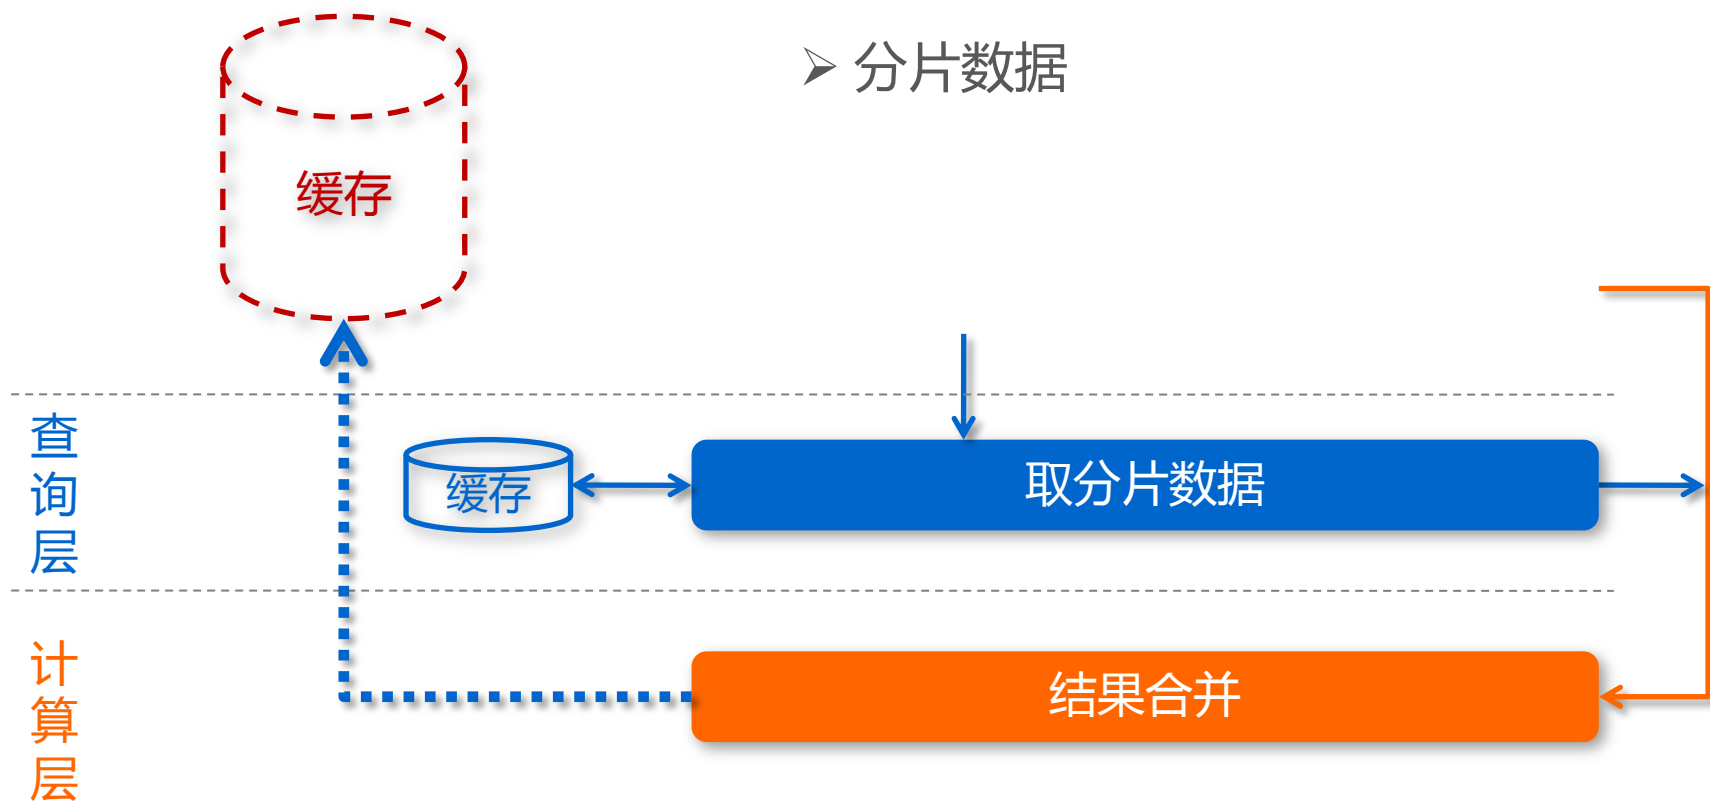 ➢ 分片数据
缓存
查询层
缓存
取分片数据
计算层
结果合并